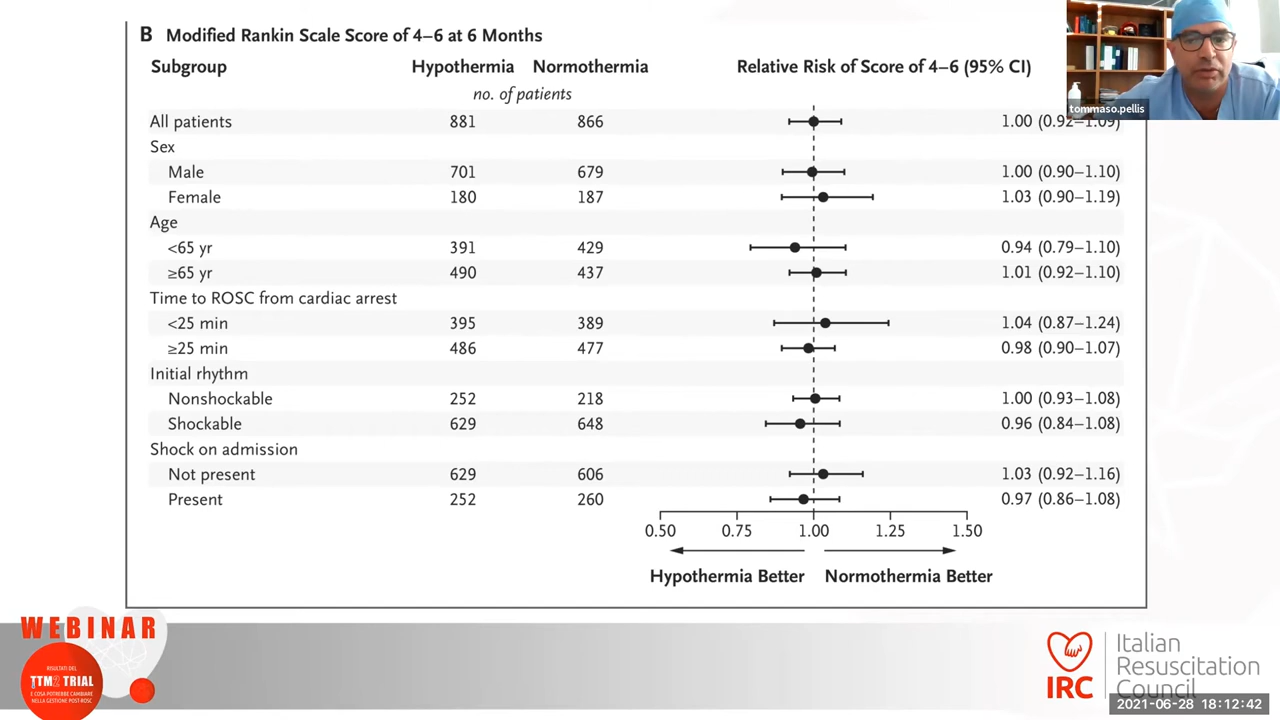 B Modified Rankin Scale Score of 4–6 at 6 Months
Subgroup Hypothermia Normothermia Relative Risk of Score of 4–6 (95% CI)
no. of patients
tommaso.pellis
All patients 881 866 1.00 (0.92–1.09)
Sex
Male 701 679 1.00 (0.90–1.10)
Female 180 187 1.03 (0.90–1.19)
Age
<65 yr 391 429 0.94 (0.79–1.10)
≥65 yr 490 437 1.01 (0.92–1.10)
Time to ROSC from cardiac arrest
<25 min 395 389 1.04 (0.87–1.24)
≥25 min 486 477 0.98 (0.90–1.07)
Initial rhythm
Nonshockable 252 218 1.00 (0.93–1.08)
Shockable 629 648 0.96 (0.84–1.08)
Shock on admission
Not present 629 606 1.03 (0.92–1.16)
Present 252 260 0.97 (0.86–1.08)
0.50 0.75 1.00 1.25 1.50
Hypothermia Better Normothermia Better
WEBINAR
RISULTATI DEL
TTM2 TRIAL
E COSA POTREBBE CAMBIARE
NELLA GESTIONE POST-ROSC
IRC
Italian
Resuscitation
Council
2021-06-28 18:12:42